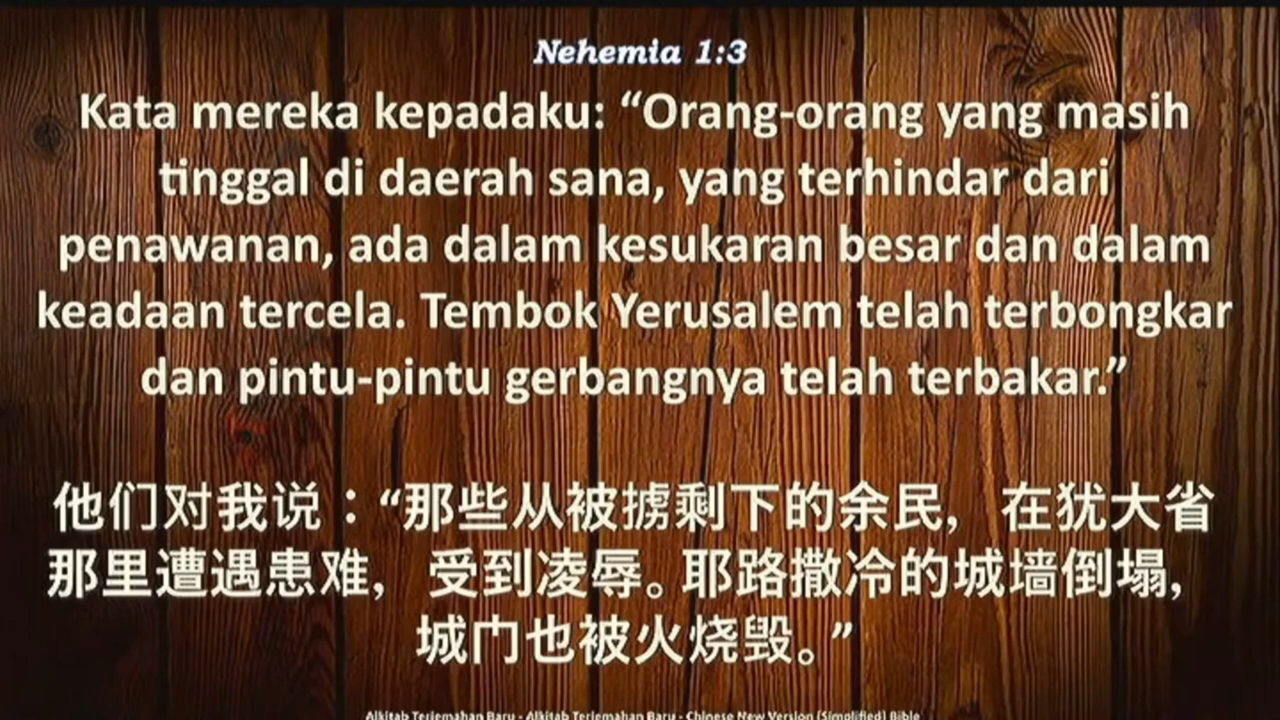 Nehemia 1:3
Kata mereka kepadaku: “Orang-orang yang masih
tinggal di daerah sana, yang terhindar dari
penawanan, ada dalam kesukaran besar dan dalam
keadaan tercela. Tembok Yerusalem telah terbongkar
dan pintu-pintu gerbangnya telah terbakar.”
他们对我说：“那些从被掳剩下的余民，在犹大省
那里遭遇患难，受到凌辱。耶路撒冷的城墙倒塌，
城门也被火烧毁。”
Alkitab Terjemahan Baru - Alkitab Terjemahan Baru - Chinese New Version (Simplified) Bible